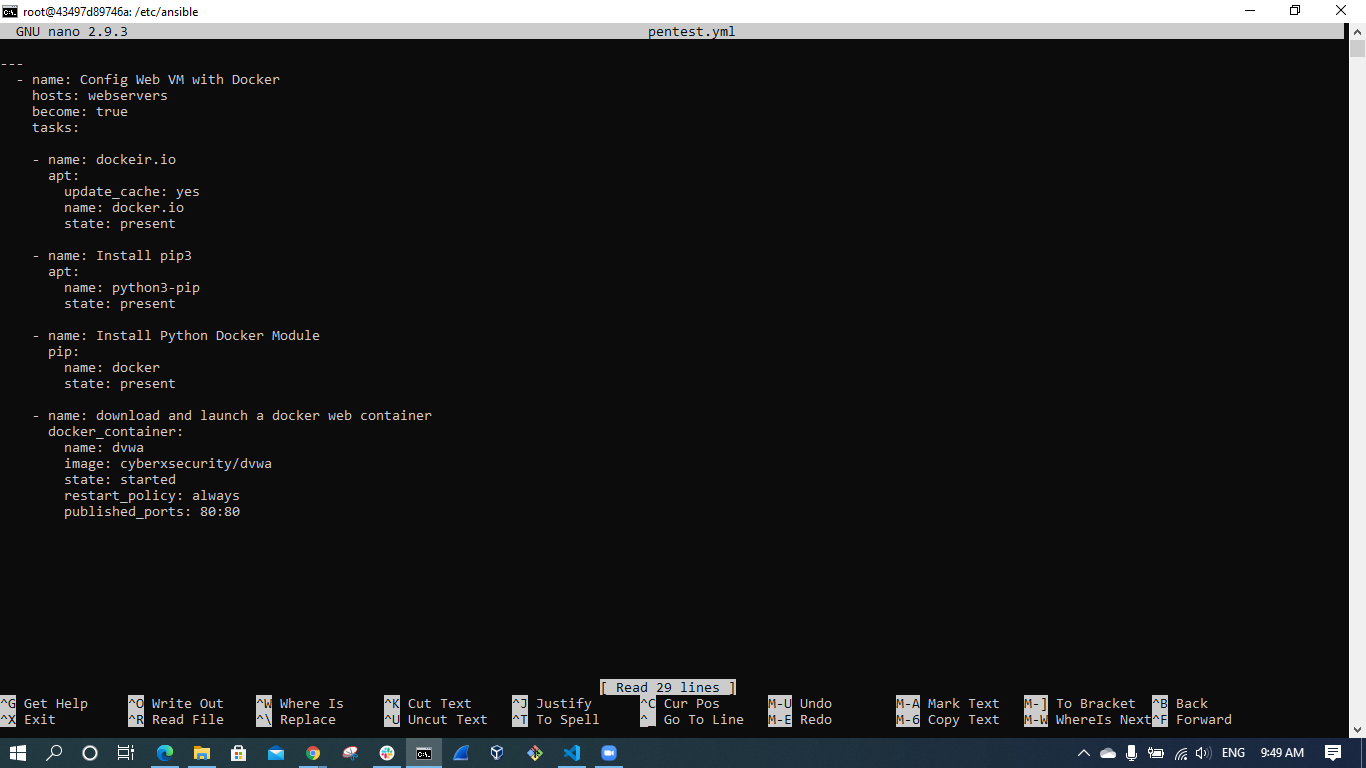 root@43497d89746a: /etc/ansible
GNU nano 2.9.3 pentest.yml
---
- name: Config Web VM with Docker
hosts: webservers
become: true
tasks:
- name: dockeir.io
apt:
update_cache: yes
name: docker.io
state: present
- name: Install pip3
apt:
name: python3-pip
state: present
- name: Install Python Docker Module
pip:
name: docker
state: present
- name: download and launch a docker web container
docker_container:
name: dvwa
image: cyberxsecurity/dvwa
state: started
restart_policy: always
published_ports: 80:80
[ Read 29 lines ]
^G Get Help ^O Write Out ^W Where Is ^K Cut Text ^J Justify ^C Cur Pos M-U Undo M-A Mark Text M-] To Bracket ^B Back
^X Exit ^R Read File ^\ Replace ^U Uncut Text ^T To Spell ^_ Go To Line M-E Redo M-6 Copy Text M-W WhereIs Next ^F Forward
ENG 9:49 AM